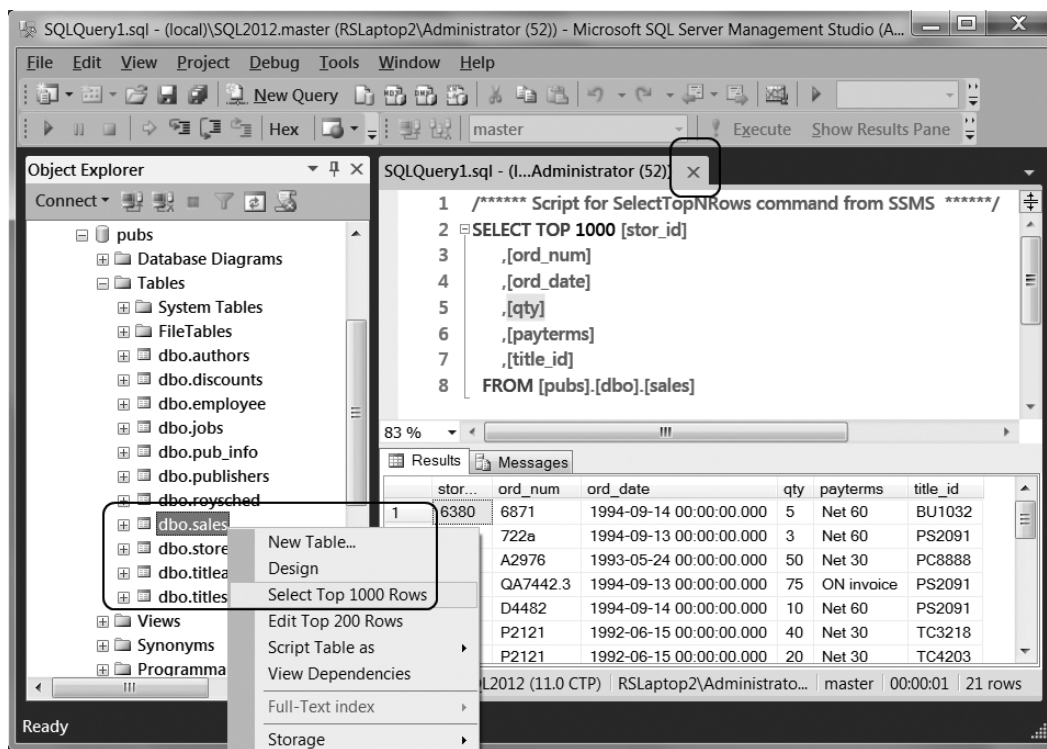 SQLQuery1.sql - (local)\SQL2012.master (RSLaptop2\Administrator (52)) - Microsoft SQL Server Management Studio (A...
File Edit View Project Debug Tools Window Help
New Query
Hex master Execute Show Results Pane
Object Explorer
Connect
pubs
Database Diagrams
Tables
System Tables
FileTables
dbo.authors
dbo.discounts
dbo.employee
dbo.jobs
dbo.pub_info
dbo.publishers
dbo.roysched
dbo.sales
dbo.store
dbo.titlea
dbo.titles
Views
Synonyms
Programma
New Table...
Design
Select Top 1000 Rows
Edit Top 200 Rows
Script Table as
View Dependencies
Full-Text index
Storage
SQLQuery1.sql - (l...Administrator (52))
1 /****** Script for SelectTopNRows command from SSMS ******/
2 SELECT TOP 1000 [stor_id]
3 ,[ord_num]
4 ,[ord_date]
5 ,[qty]
6 ,[payterms]
7 ,[title_id]
8 FROM [pubs].[dbo].[sales]
83 %
Results Messages
stor... ord_num ord_date qty payterms title_id
1 6380 6871 1994-09-14 00:00:00.000 5 Net 60 BU1032
722a 1994-09-13 00:00:00.000 3 Net 60 PS2091
A2976 1993-05-24 00:00:00.000 50 Net 30 PC8888
QA7442.3 1994-09-13 00:00:00.000 75 ON invoice PS2091
D4482 1994-09-14 00:00:00.000 10 Net 60 PS2091
P2121 1992-06-15 00:00:00.000 40 Net 30 TC3218
P2121 1992-06-15 00:00:00.000 20 Net 30 TC4203
L2012 (11.0 CTP) RSLaptop2\Administrato... master 00:00:01 21 rows
Ready